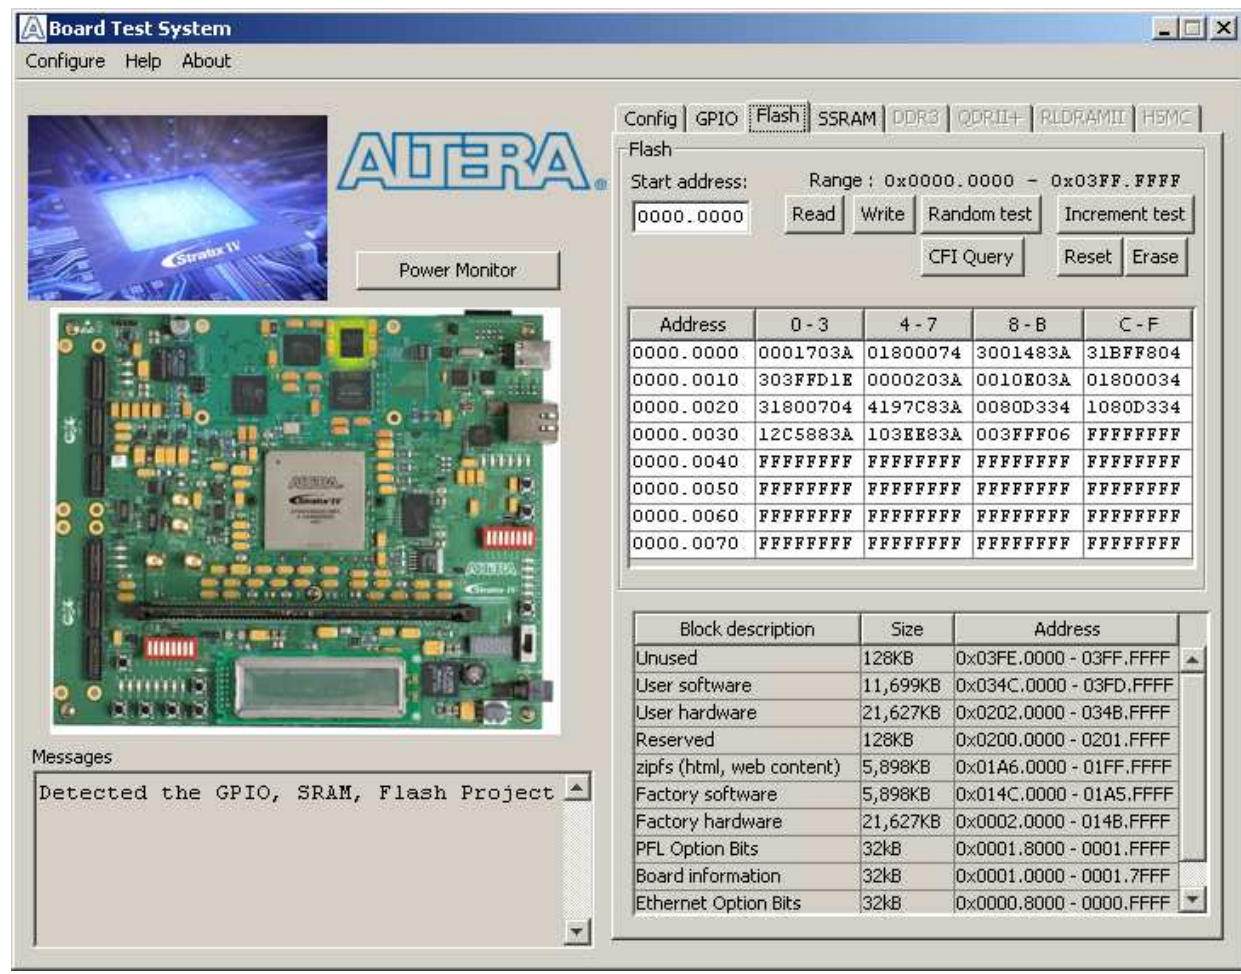 Board Test System
Configure Help About
Stratix IV
ALTERA®
Power Monitor
ALTERA
Stratix IV
ALTERA
Stratix IV
Messages
Detected the GPIO, SRAM, Flash Project
Config GPIO Flash SSRAM DDR3 QDRII+ RLDRAMII HSMC
Flash
Start address: Range : 0x0000.0000 - 0x03FF.FFFF
0000.0000 Read Write Random test Increment test
CFI Query Reset Erase
Address 0 - 3 4 - 7 8 - B C - F
0000.0000 0001703A 01800074 3001483A 31BFF804
0000.0010 303FFD1E 0000203A 0010E03A 01800034
0000.0020 31800704 4197C83A 0080D334 1080D334
0000.0030 12C5883A 103EE83A 003FFF06 FFFFFFFF
0000.0040 FFFFFFFF FFFFFFFF FFFFFFFF FFFFFFFF
0000.0050 FFFFFFFF FFFFFFFF FFFFFFFF FFFFFFFF
0000.0060 FFFFFFFF FFFFFFFF FFFFFFFF FFFFFFFF
0000.0070 FFFFFFFF FFFFFFFF FFFFFFFF FFFFFFFF
Block description Size Address
Unused 128KB 0x03FE.0000 - 03FF.FFFF
User software 11,699KB 0x034C.0000 - 03FD.FFFF
User hardware 21,627KB 0x0202.0000 - 034B.FFFF
Reserved 128KB 0x0200.0000 - 0201.FFFF
zipfs (html, web content) 5,898KB 0x01A6.0000 - 01FF.FFFF
Factory software 5,898KB 0x014C.0000 - 01A5.FFFF
Factory hardware 21,627KB 0x0002.0000 - 014B.FFFF
PFL Option Bits 32kB 0x0001.8000 - 0001.FFFF
Board information 32kB 0x0001.0000 - 0001.7FFF
Ethernet Option Bits 32kB 0x0000.8000 - 0000.FFFF